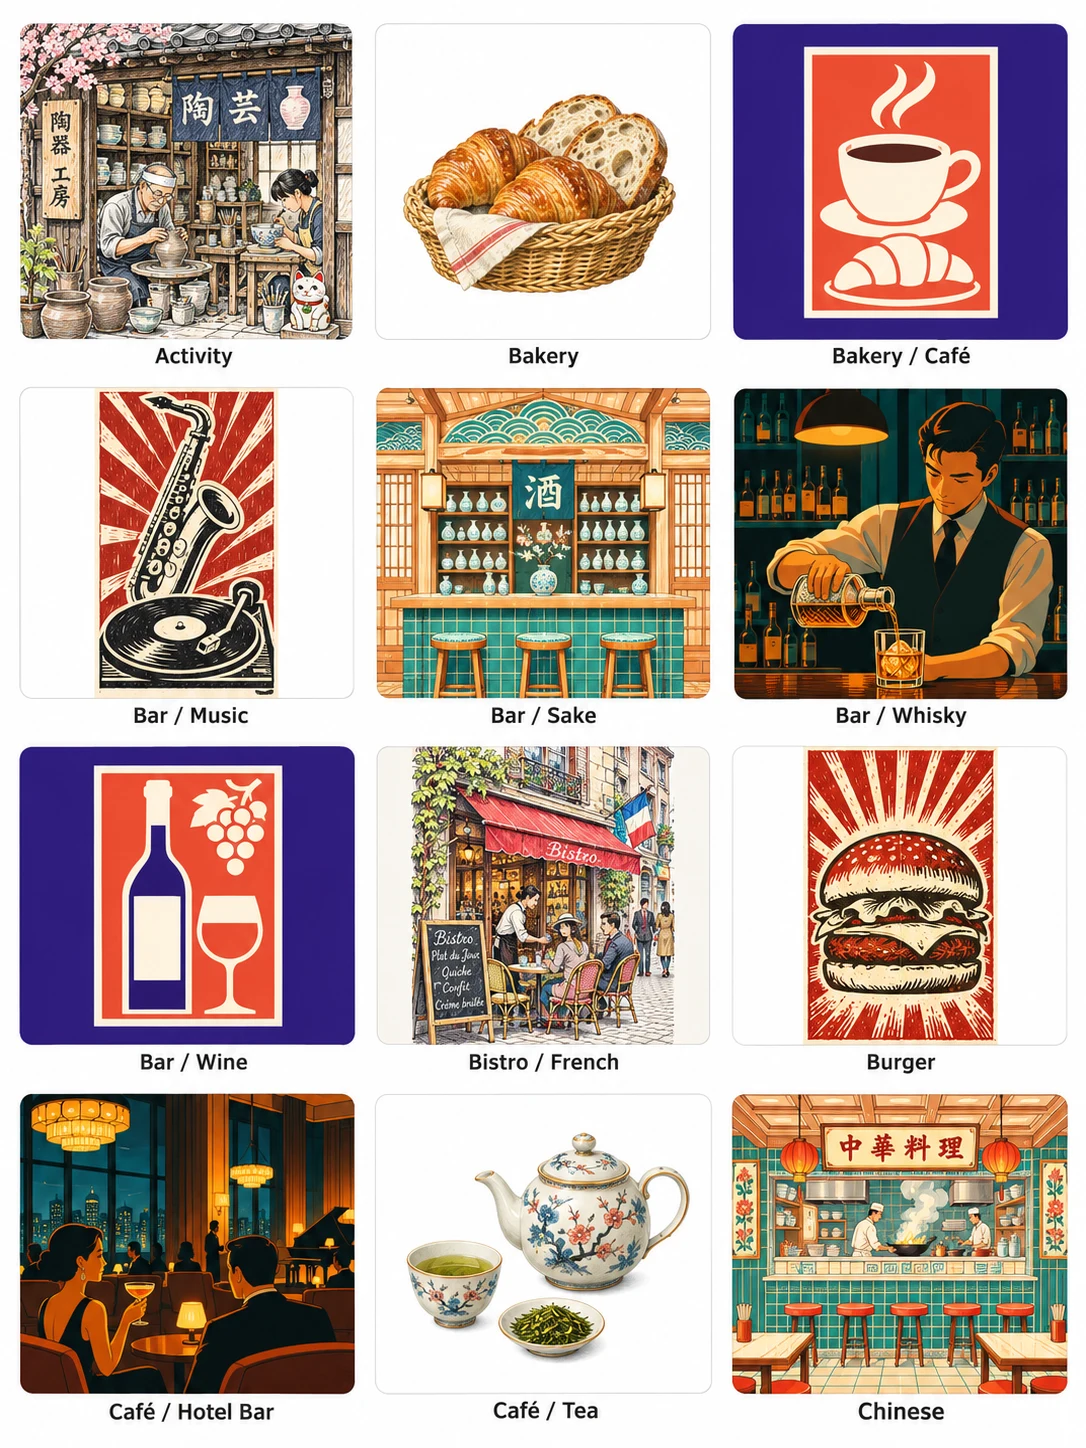 陶芸
陶器工房
Activity
Bakery
Bakery / Café
酒
Bar / Music
Bar / Sake
Bar / Whisky
Bistro
Bistro
Plat du Jour
Quiche
Confit
Crème brûlée
Bar / Wine
Bistro / French
Burger
中華料理
Café / Hotel Bar
Café / Tea
Chinese